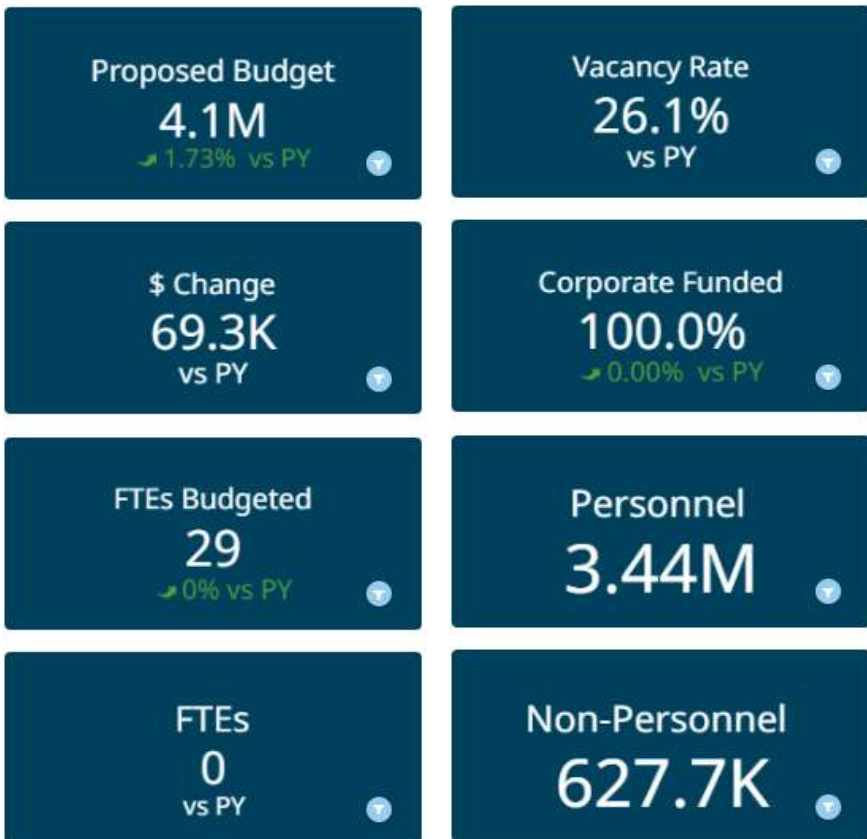 Proposed Budget
4.1M
1.73% vs PY
Vacancy Rate
26.1%
vs PY
$ Change
69.3K
vs PY
Corporate Funded
100.0%
0.00% vs PY
FTEs Budgeted
29
0% vs PY
Personnel
3.44M
FTEs
0
vs PY
Non-Personnel
627.7K